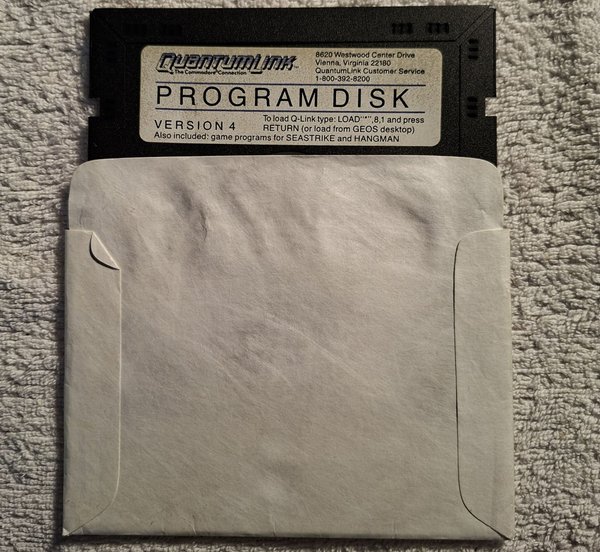 QuantumLink™
The Commodore Connection
8620 Westwood Center Drive
Vienna, Virginia 22180
QuantumLink Customer Service
1-800-392-8200
PROGRAM DISK
VERSION 4
To load Q-Link type: LOAD"*",8,1 and press
RETURN (or load from GEOS desktop)
Also included: game programs for SEASTRIKE and HANGMAN